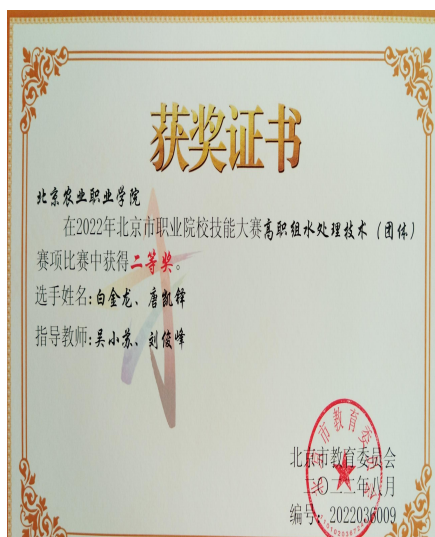 获奖证书
北京农业职业学院
在2022年北京市职业院校技能大赛高职组水处理技术（团体）
赛项比赛中获得二等奖。
选手姓名:白金龙、唐凯铎
指导教师:吴小苏、刘俊峰
北京市教育委员会
二〇二二年八月
编号: 2022036009